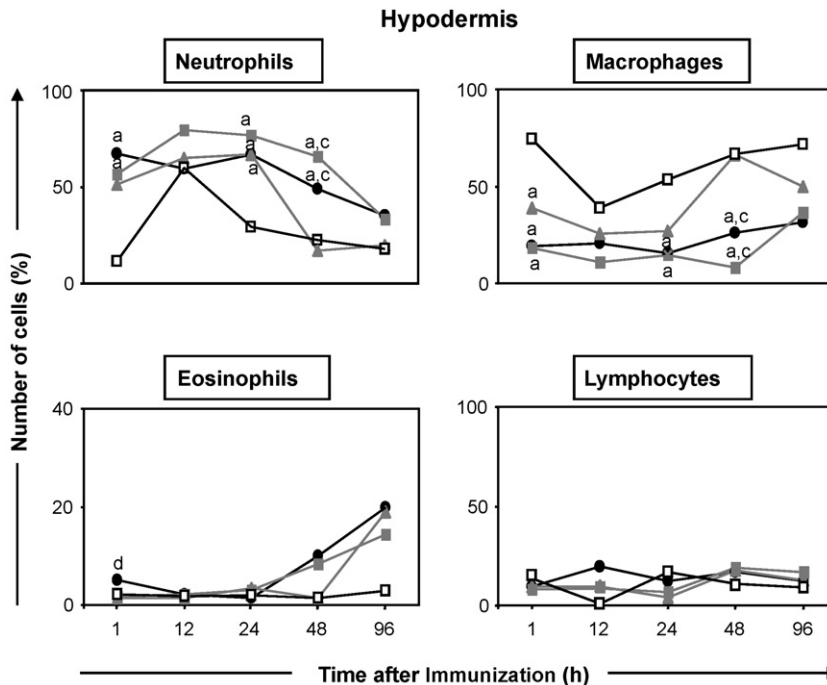 Hypodermis
Neutrophils
Macrophages
100
50
0
a
a
a
a
a
a,c
a,c
100
50
0
a
a
a
a
a
a,c
a,c
Eosinophils
Lymphocytes
40
20
0
d
100
50
1 12 24 48 96
1 12 24 48 96
Number of cells (%)
Time after Immunization (h)